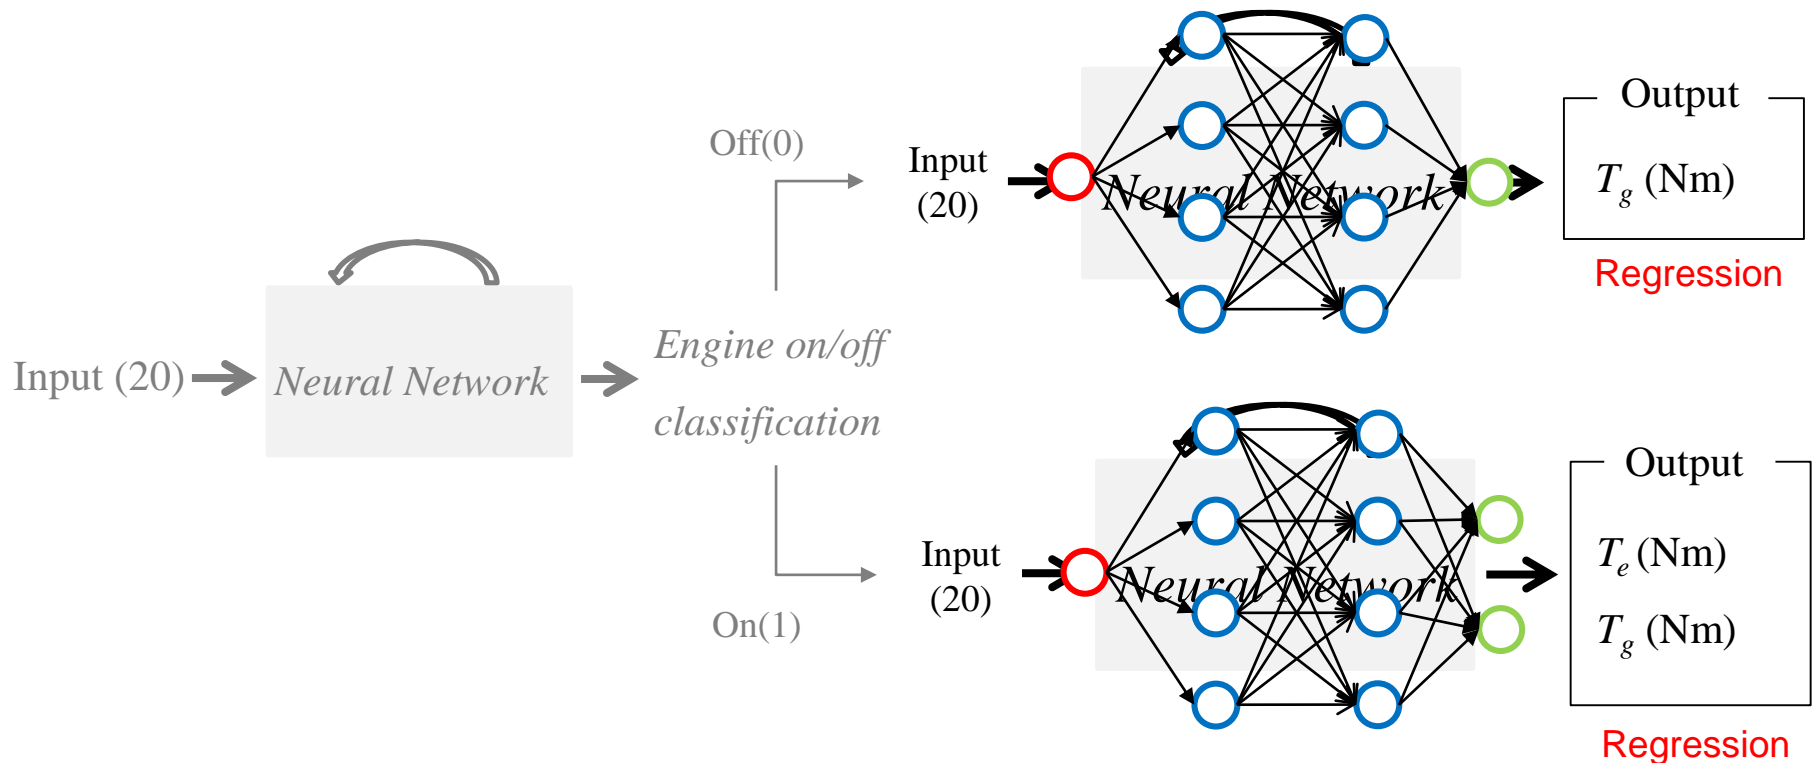 Input (20)
Neural Network
Engine on/off
classification
Off(0)
On(1)
Input
(20)
Neural Network
Output
T_g (Nm)
Regression
Input
(20)
Neural Network
Output
T_e (Nm)
T_g (Nm)
Regression